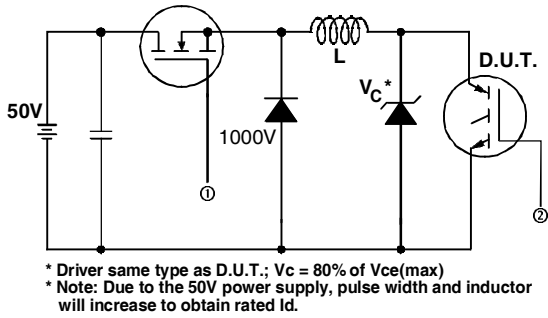 D.U.T.
L
V_C*
50V
1000V
①
②
* Driver same type as D.U.T.; Vc = 80% of Vce(max)
* Note: Due to the 50V power supply, pulse width and inductor
will increase to obtain rated Id.